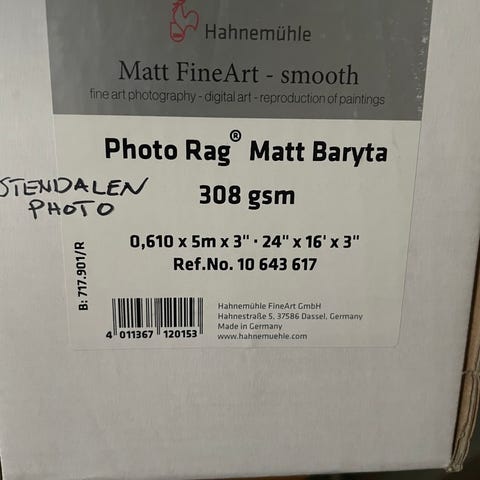 Hahnemühle
Matt FineArt - smooth
fine art photography - digital art - reproduction of paintings
Photo Rag® Matt Baryta
308 gsm
STENDALEN
PHOTO
0,610 x 5m x 3" · 24" x 16' x 3"
Ref.No. 10 643 617
B: 717.901/R
4 011367 120153
Hahnemühle FineArt GmbH
Hahnestraße 5, 37586 Dassel, Germany
Made in Germany
www.hahnemuehle.com